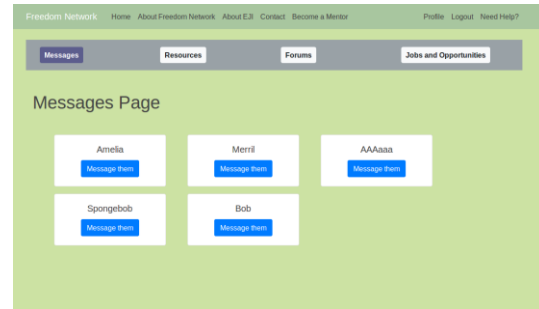 Freedom Network Home About Freedom Network About EJI Contact Become a Mentor Profile Logout Need Help?
Messages Resources Forums Jobs and Opportunities
Messages Page
Amelia Merril AAAaaa
Message them Message them Message them
Spongebob Bob
Message them Message them